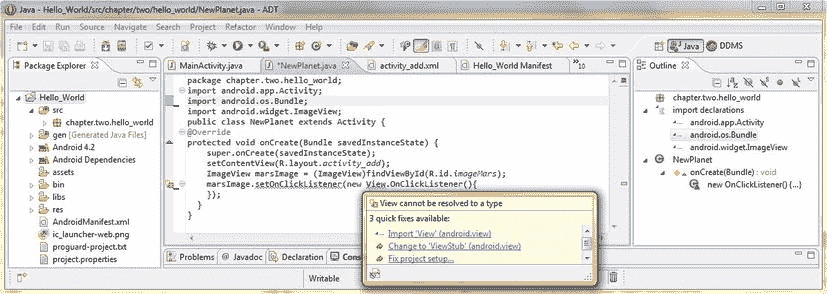 Java - Hello_World/src/chapter/two/hello_world/NewPlanet.java - ADT
File Edit Run Source Navigate Search Project Refactor Window Help
Java DDMS
Package Explorer
MainActivity.java *NewPlanet.java activity_add.xml Hello_World Manifest »10
Outline
Hello_World
src
chapter.two.hello_world
gen [Generated Java Files]
Android 4.2
Android Dependencies
assets
bin
libs
res
AndroidManifest.xml
ic_launcher-web.png
proguard-project.txt
project.properties
package chapter.two.hello_world;
import android.app.Activity;
import android.os.Bundle;
import android.widget.ImageView;
public class NewPlanet extends Activity {
@Override
protected void onCreate(Bundle savedInstanceState) {
super.onCreate(savedInstanceState);
setContentView(R.layout.activity_add);
ImageView marsImage = (ImageView)findViewById(R.id.imageMars);
marsImage.setOnClickListener(new View.OnClickListener(){
});
}
}
View cannot be resolved to a type
3 quick fixes available:
Import 'View' (android.view)
Change to 'ViewStub' (android.view)
Fix project setup...
chapter.two.hello_world
import declarations
android.app.Activity
android.os.Bundle
android.widget.ImageView
NewPlanet
onCreate(Bundle) : void
new OnClickListener() {...}
Problems Javadoc Declaration Cons
Writable